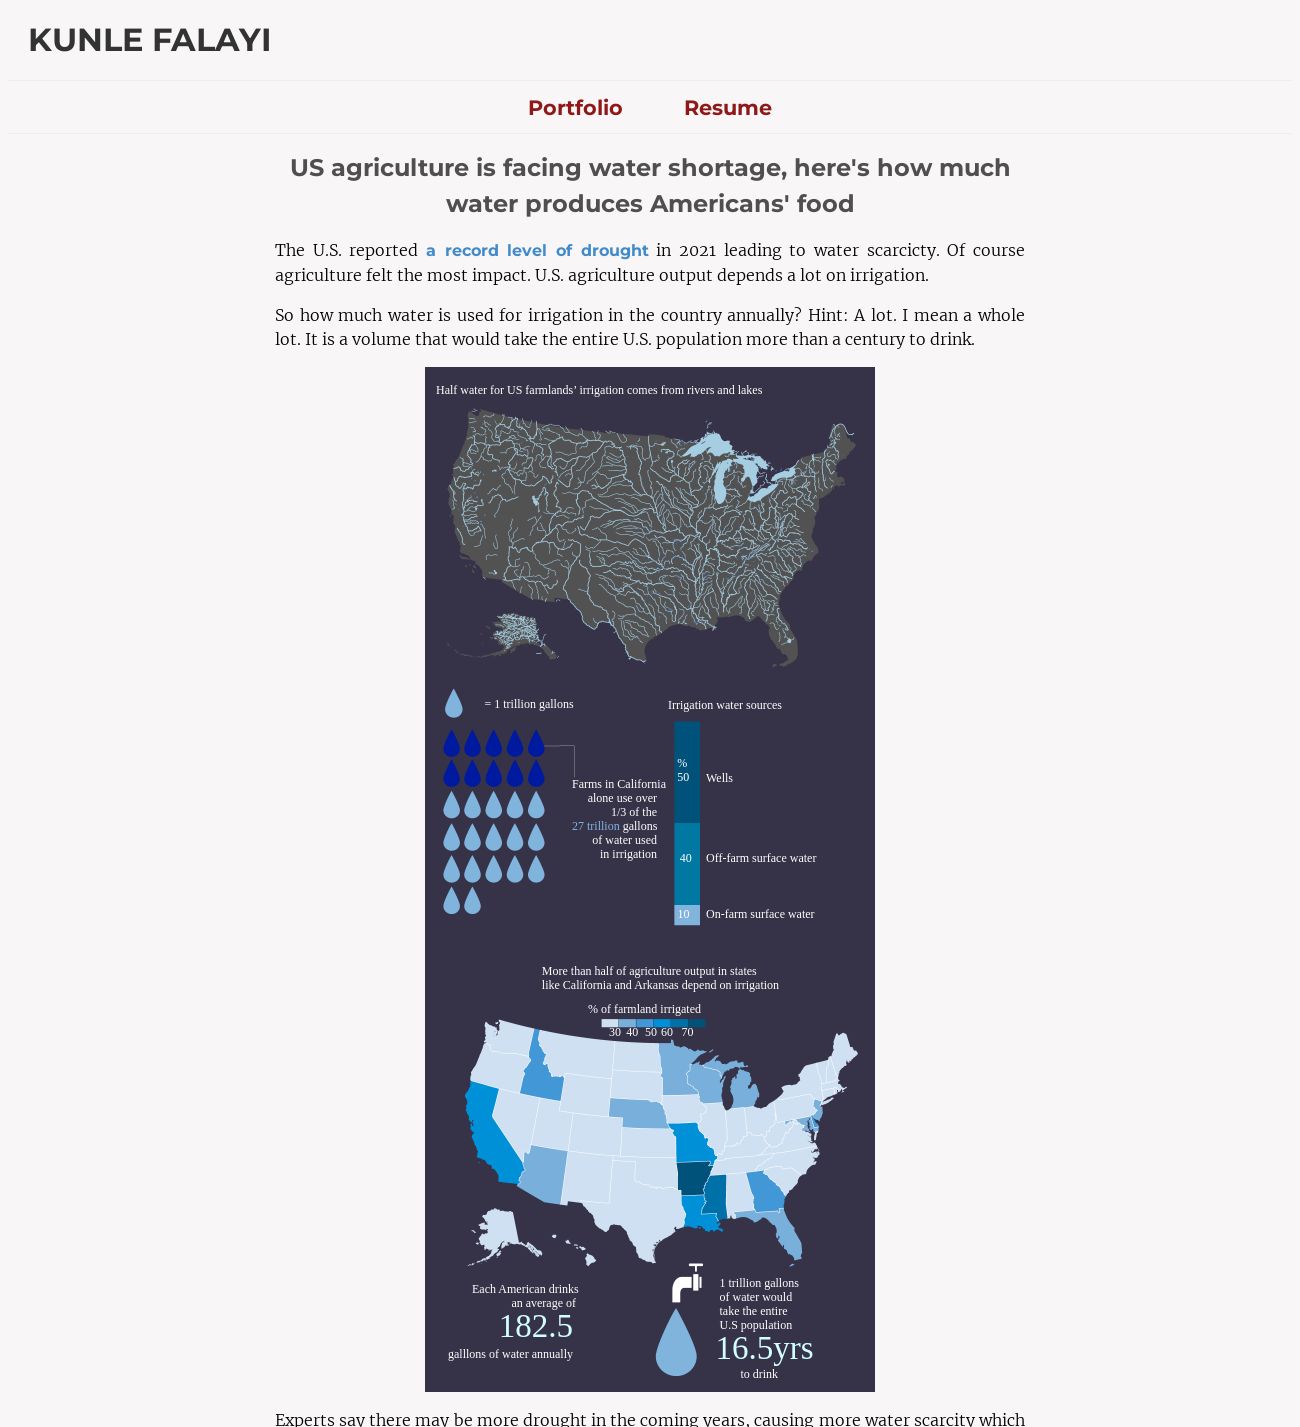 KUNLE FALAYI
Portfolio Resume
US agriculture is facing water shortage, here's how much
water produces Americans' food
The U.S. reported a record level of drought in 2021 leading to water scarcicty. Of course
agriculture felt the most impact. U.S. agriculture output depends a lot on irrigation.
So how much water is used for irrigation in the country annually? Hint: A lot. I mean a whole
lot. It is a volume that would take the entire U.S. population more than a century to drink.
Half water for US farmlands’ irrigation comes from rivers and lakes
= 1 trillion gallons
Farms in California
alone use over
1/3 of the
27 trillion gallons
of water used
in irrigation
Irrigation water sources
%
50
Wells
40
Off-farm surface water
10
On-farm surface water
More than half of agriculture output in states
like California and Arkansas depend on irrigation
% of farmland irrigated
30 40 50 60 70
Each American drinks
an average of
182.5
galllons of water annually
1 trillion gallons
of water would
take the entire
U.S population
16.5yrs
to drink
Experts say there may be more drought in the coming years, causing more water scarcity which